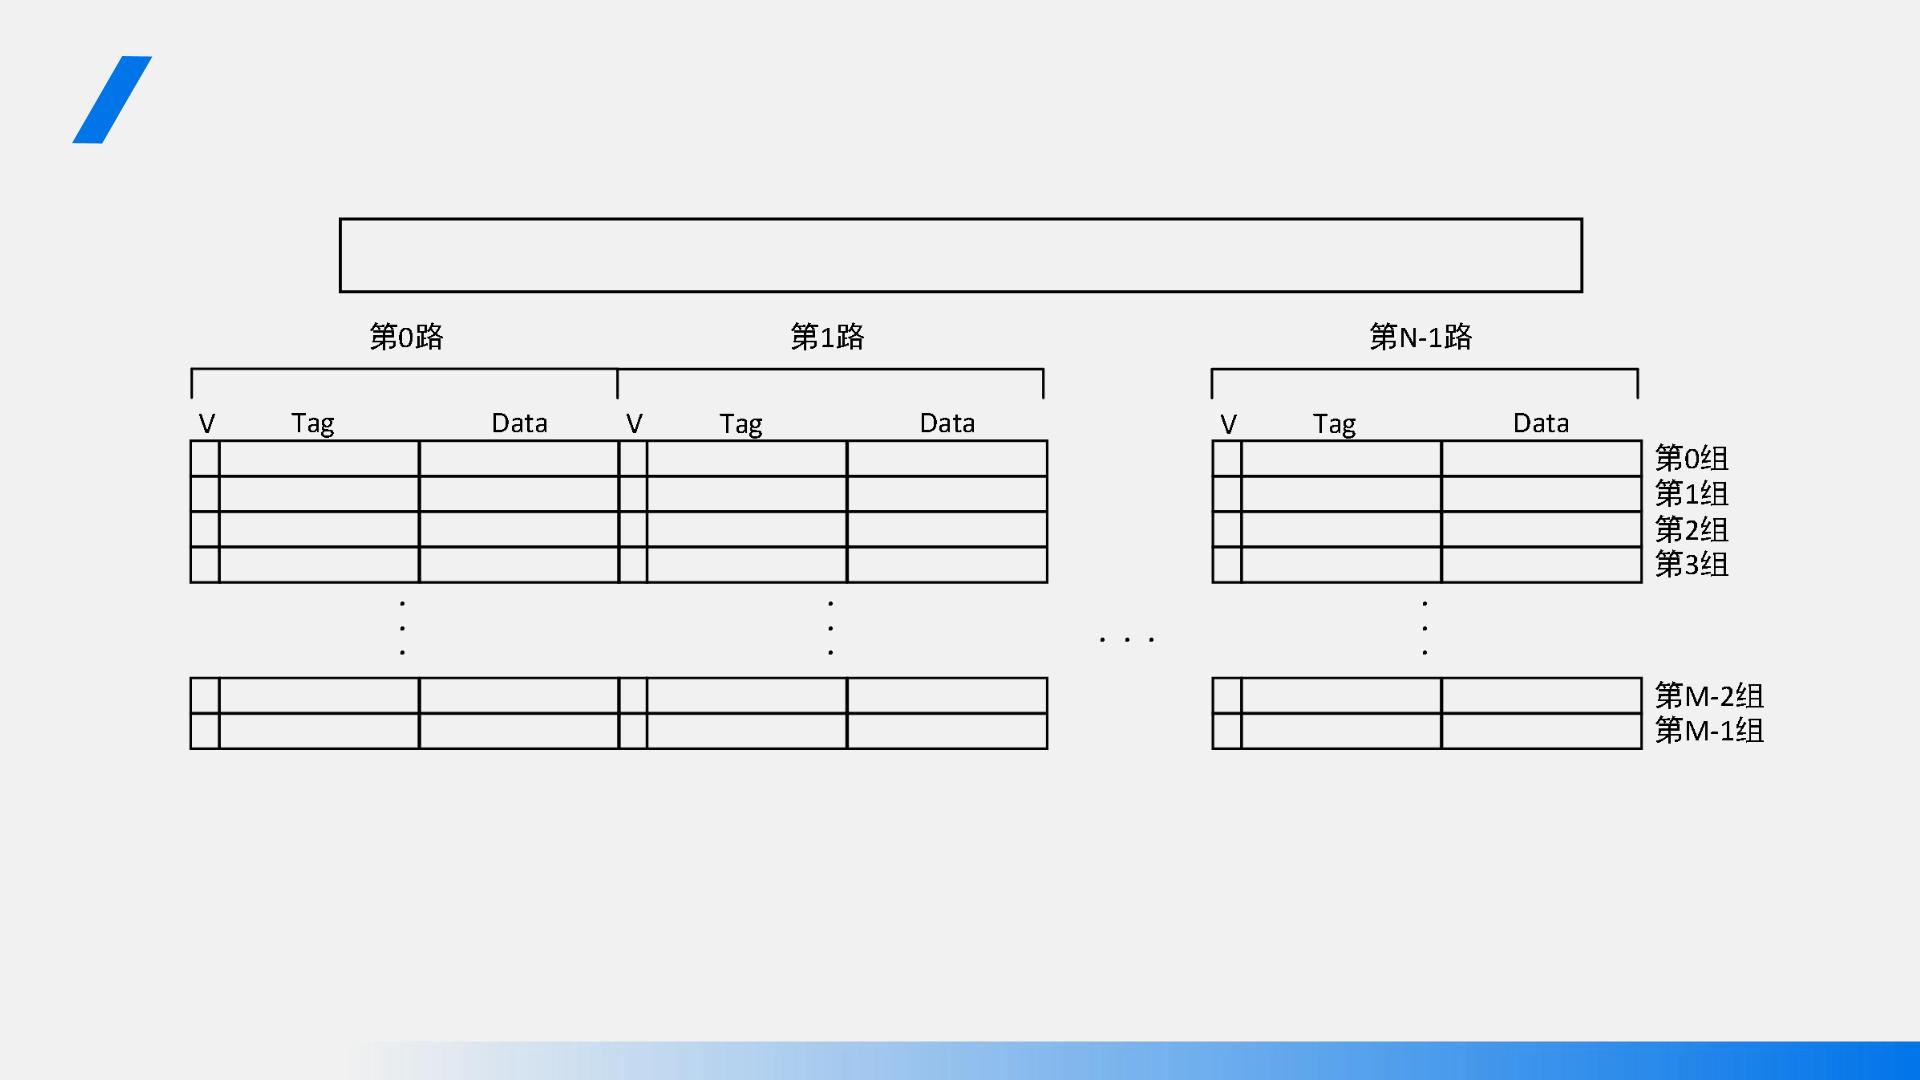 第0路 第1路 第N-1路
V Tag Data V Tag Data V Tag Data
第0组
第1组
第2组
第3组
. . .
第M-2组
第M-1组